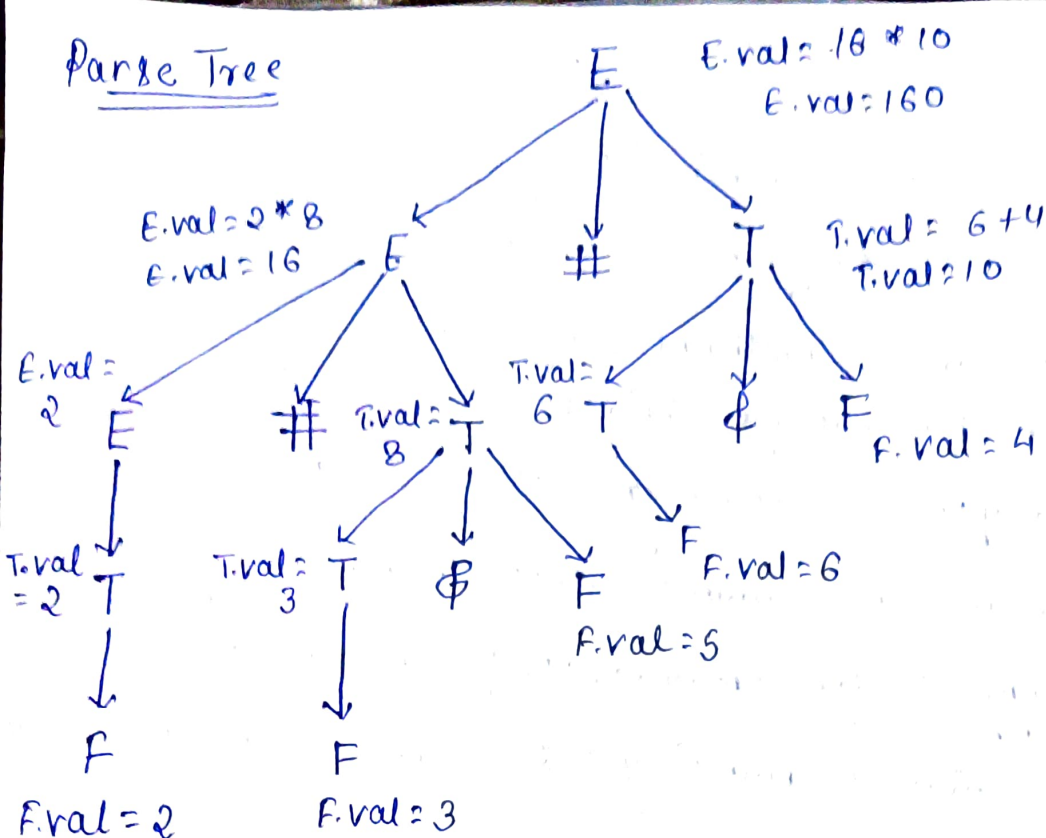 Parse Tree
E
E.val = 16 * 10
E.val = 160
E.val = 2 * 8
E.val = 16
E
#
T
T.val = 6 + 4
T.val = 10
E.val =
2
E
#
T.val =
8
T
T.val =
6
T
&
F
F.val = 4
T.val
= 2
T
T.val =
3
T
&
F
F.val = 5
F
F.val = 6
F
F.val = 2
F
F.val = 3